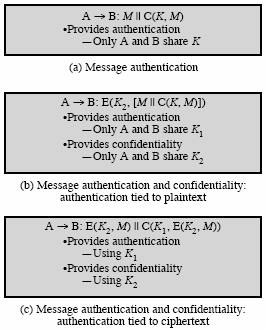 A → B: M || C(K, M)
•Provides authentication
—Only A and B share K
(a) Message authentication
A → B: E(K₂, [M || C(K, M)])
•Provides authentication
—Only A and B share K₁
•Provides confidentiality
—Only A and B share K₂
(b) Message authentication and confidentiality:
authentication tied to plaintext
A → B: E(K₂, M) || C(K₁, E(K₂, M))
•Provides authentication
—Using K₁
•Provides confidentiality
—Using K₂
(c) Message authentication and confidentiality:
authentication tied to ciphertext